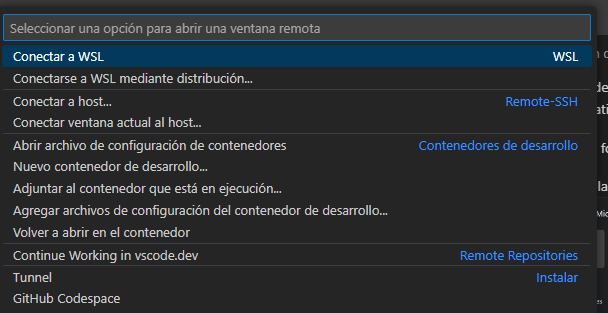 Seleccionar una opción para abrir una ventana remota
Conectar a WSL WSL
Conectarse a WSL mediante distribución...
Conectar a host... Remote-SSH
Conectar ventana actual al host...
Abrir archivo de configuración de contenedores Contenedores de desarrollo
Nuevo contenedor de desarrollo...
Adjuntar al contenedor que está en ejecución...
Agregar archivos de configuración del contenedor de desarrollo...
Volver a abrir en el contenedor
Continue Working in vscode.dev Remote Repositories
Tunnel Instalar
GitHub Codespace